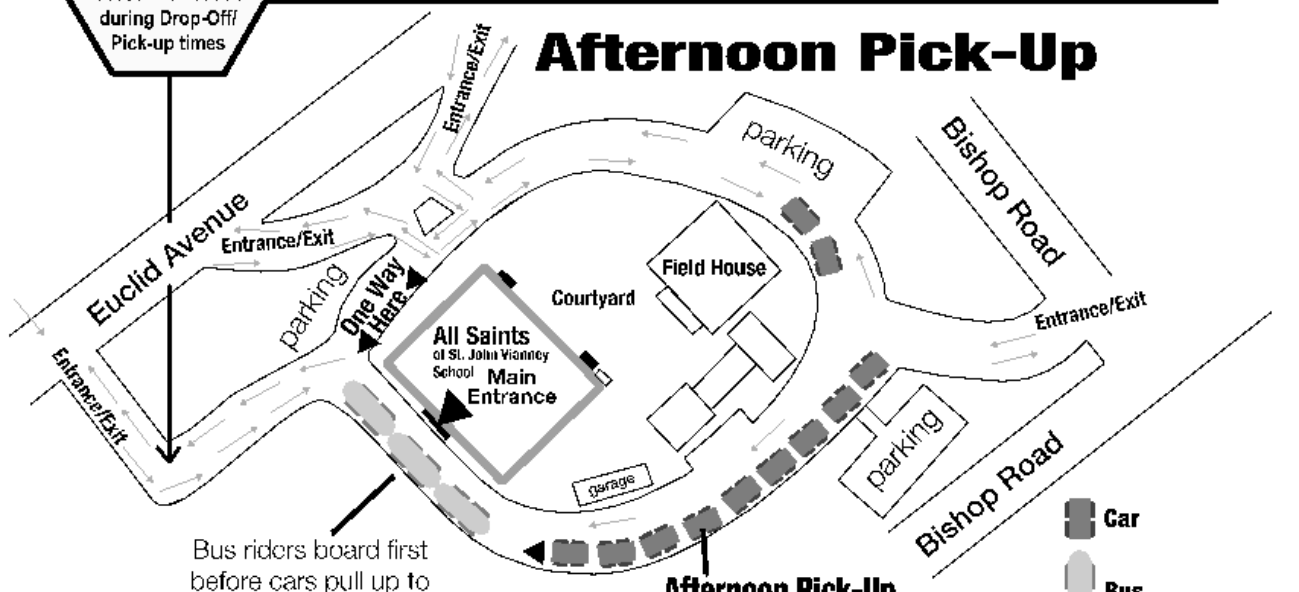 during Drop-Off/
Pick-up times
Afternoon Pick-Up
Entrance/Exit
parking
Bishop Road
Euclid Avenue
Entrance/Exit
parking
One Way
Here
Field House
Courtyard
Entrance/Exit
All Saints
of St. John Vianney
School
Main
Entrance
Entrance/Exit
parking
garage
Bishop Road
Car
Bus riders board first
before cars pull up to
Afternoon Pick-Up
Bus